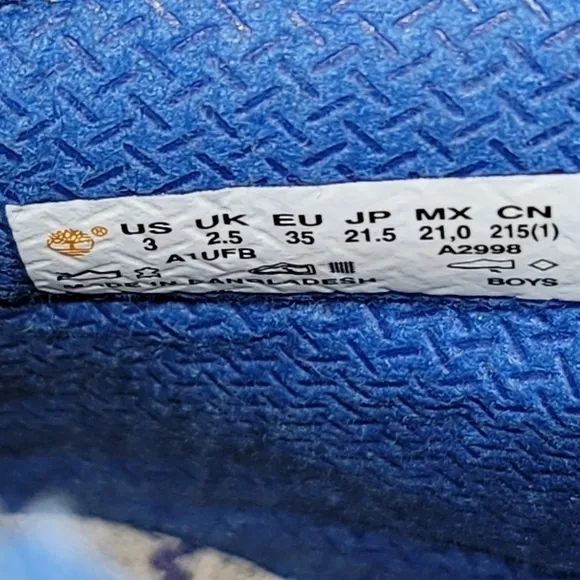 ® US UK EU JP MX CN
3 2.5 35 21.5 21,0 215(1)
A1UFB A2998
MADE IN BANGLADESH BOYS